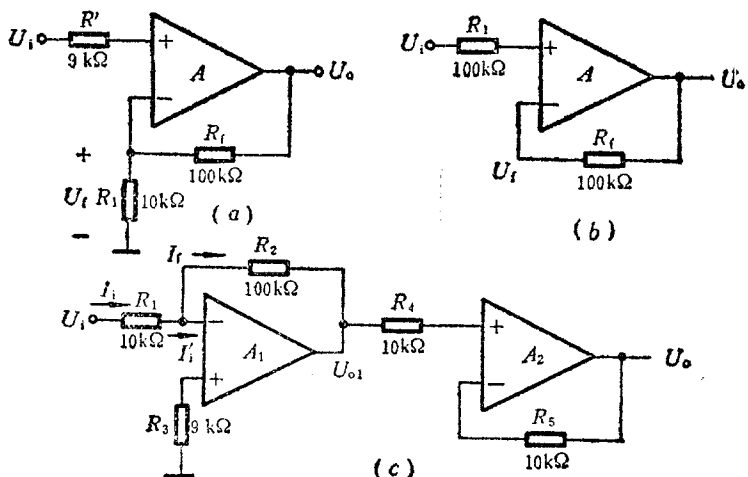 R'
U_i 9 kΩ + A U_o
−
R_f
100kΩ
+
U_f R_1 10kΩ
−
(a)
R_1
U_i 100kΩ + A U_o
−
U_f R_f
100kΩ
(b)
I_f R_2
100kΩ
I_i R_1
U_i 10kΩ I'_i − A_1 U_o1
+
R_3 9 kΩ
R_4
10kΩ + A_2 U_o
−
R_5
10kΩ
(c)